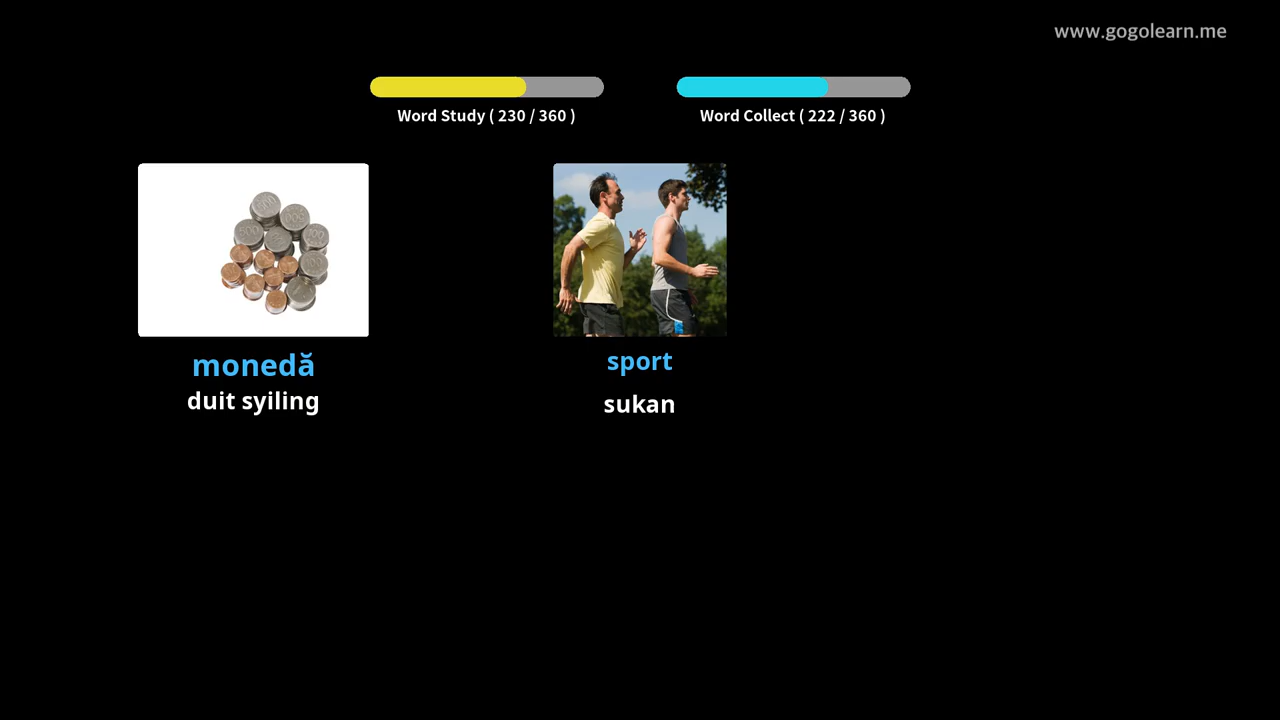 www.gogolearn.me
Word Study ( 230 / 360 )
Word Collect ( 222 / 360 )
monedă
duit syiling
sport
sukan